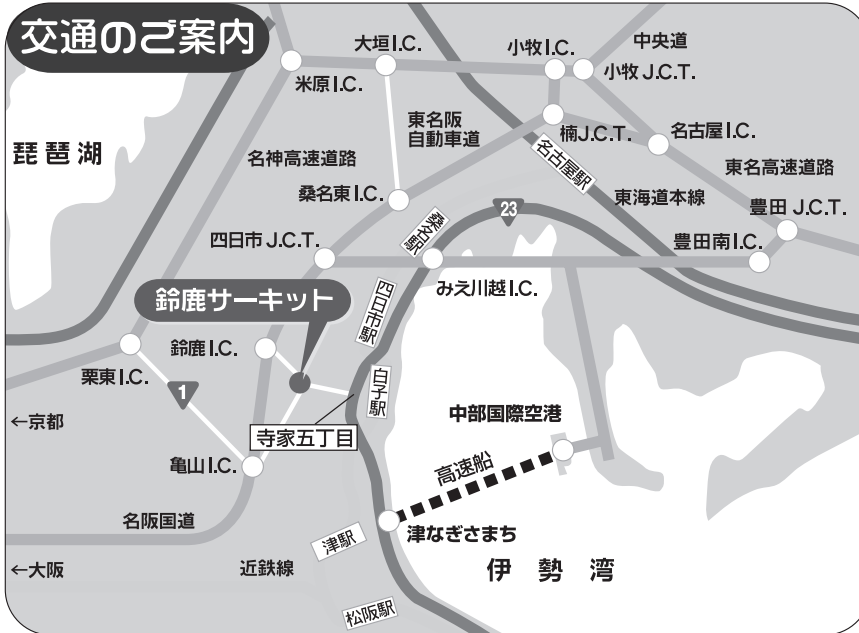 交通のご案内
大垣I.C.
小牧I.C.
中央道
米原I.C.
小牧J.C.T.
東名阪
自動車道
楠J.C.T.
名古屋I.C.
琵琶湖
名神高速道路
名古屋駅
東名高速道路
桑名東I.C.
東海道本線
豊田J.C.T.
23
四日市J.C.T.
桑名駅
豊田南I.C.
みえ川越I.C.
鈴鹿サーキット
四日市駅
鈴鹿I.C.
栗東I.C.
1
白子駅
←京都
寺家五丁目
中部国際空港
亀山I.C.
高速船
名阪国道
津なぎさまち
津駅
←大阪
近鉄線
伊勢湾
松阪駅